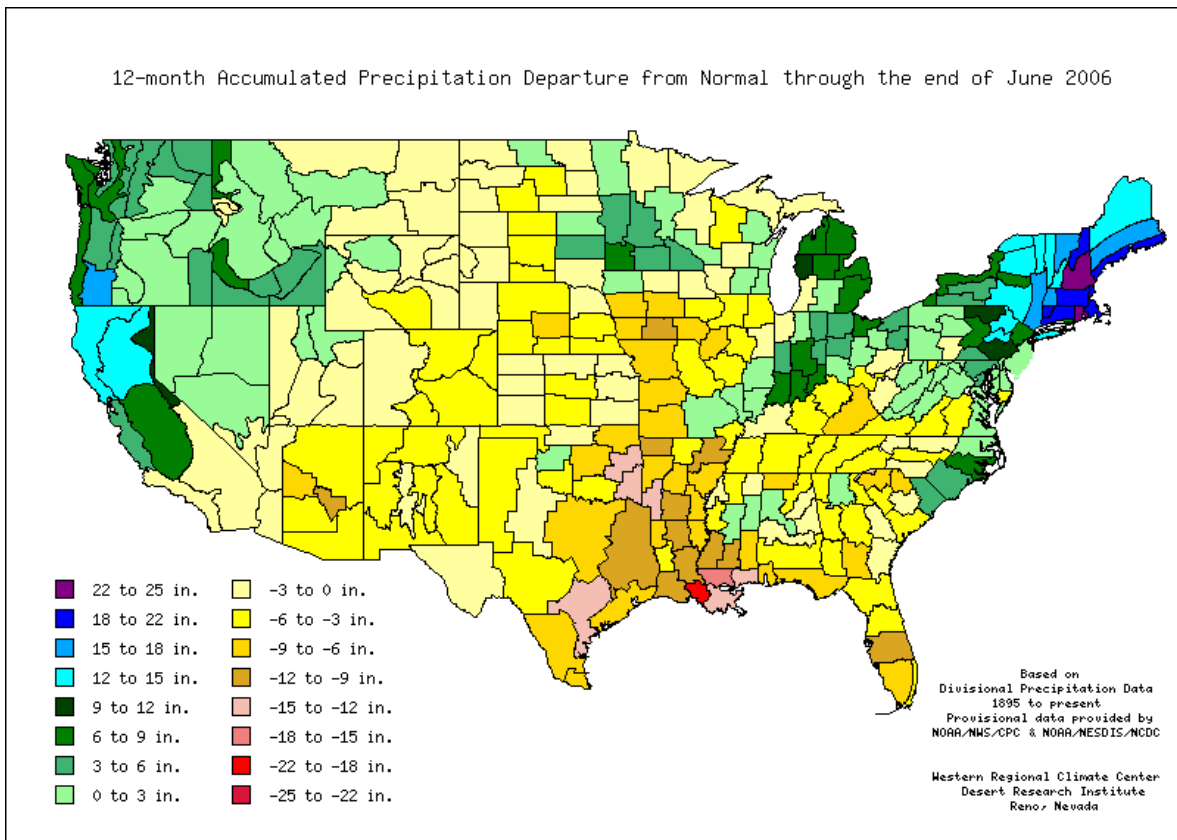 12-month Accumulated Precipitation Departure from Normal through the end of June 2006
22 to 25 in.
18 to 22 in.
15 to 18 in.
12 to 15 in.
9 to 12 in.
6 to 9 in.
3 to 6 in.
0 to 3 in.
-3 to 0 in.
-6 to -3 in.
-9 to -6 in.
-12 to -9 in.
-15 to -12 in.
-18 to -15 in.
-22 to -18 in.
-25 to -22 in.
Based on
Divisional Precipitation Data
1895 to present
Provisional data provided by
NOAA/NWS/CPC & NOAA/NESDIS/NCDC
Western Regional Climate Center
Desert Research Institute
Reno, Nevada